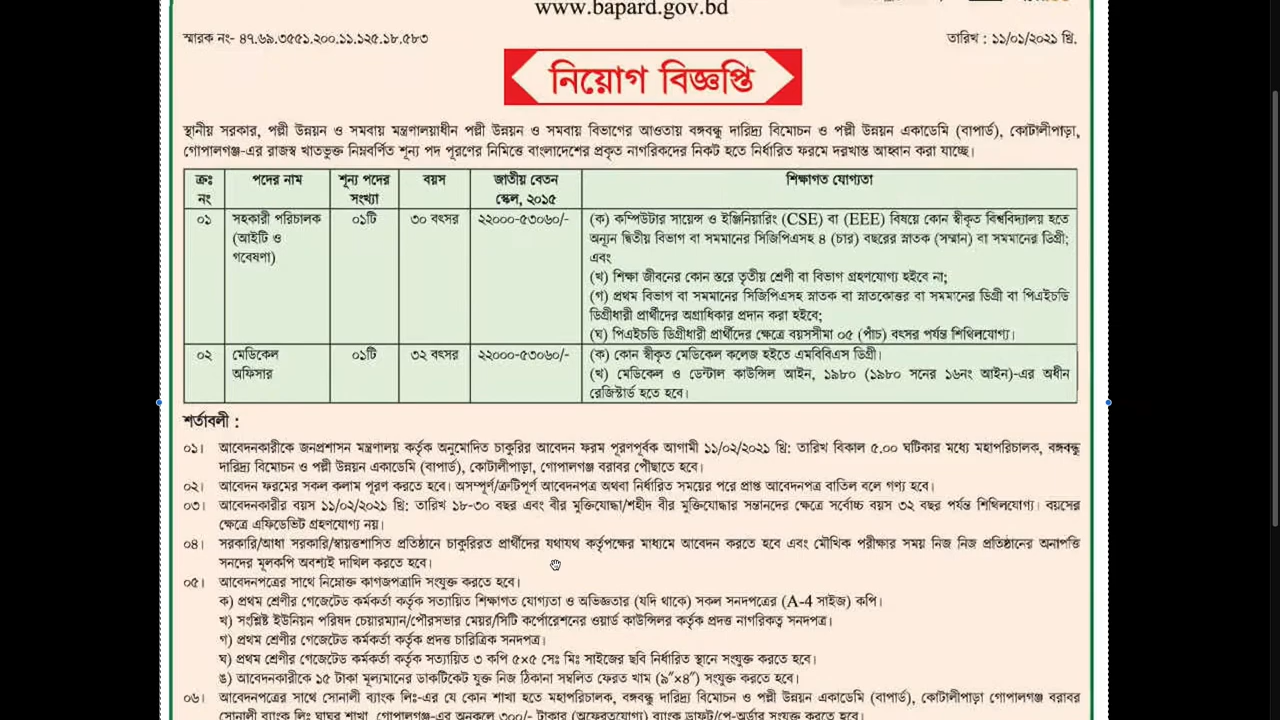 www.bapard.gov.bd
স্মারক নং- ৪৭.৬৯.৩৫৫১.২০০.১১.১২৫.১৮.৫৮৩
তারিখ : ১১/০১/২০২১ খ্রি.
নিয়োগ বিজ্ঞপ্তি
স্থানীয় সরকার, পল্লী উন্নয়ন ও সমবায় মন্ত্রণালয়াধীন পল্লী উন্নয়ন ও সমবায় বিভাগের আওতায় বঙ্গবন্ধু দারিদ্র্য বিমোচন ও পল্লী উন্নয়ন একাডেমি (বাপার্ড), কোটালীপাড়া,
গোপালগঞ্জ-এর রাজস্ব খাতভুক্ত নিম্নবর্ণিত শূন্য পদ পূরণের নিমিত্তে বাংলাদেশের প্রকৃত নাগরিকদের নিকট হতে নির্ধারিত ফরমে দরখাস্ত আহ্বান করা যাচ্ছে।
ক্রঃ নং
পদের নাম
শূন্য পদের সংখ্যা
বয়স
জাতীয় বেতন স্কেল, ২০১৫
শিক্ষাগত যোগ্যতা
০১
সহকারী পরিচালক
(আইটি ও
গবেষণা)
০১টি
৩০ বৎসর
২২০০০-৫৩০৬০/-
(ক) কম্পিউটার সায়েন্স ও ইঞ্জিনিয়ারিং (CSE) বা (EEE) বিষয়ে কোন স্বীকৃত বিশ্ববিদ্যালয় হতে
অন্যূন দ্বিতীয় বিভাগ বা সমমানের সিজিপিএসহ ৪ (চার) বছরের স্নাতক (সম্মান) বা সমমানের ডিগ্রী;
এবং
(খ) শিক্ষা জীবনের কোন স্তরে তৃতীয় শ্রেণী বা বিভাগ গ্রহণযোগ্য হইবে না;
(গ) প্রথম বিভাগ বা সমমানের সিজিপিএসহ স্নাতক বা স্নাতকোত্তর বা সমমানের ডিগ্রী বা পিএইচডি
ডিগ্রীধারী প্রার্থীদের অগ্রাধিকার প্রদান করা হইবে;
(ঘ) পিএইচডি ডিগ্রীধারী প্রার্থীদের ক্ষেত্রে বয়সসীমা ০৫ (পাঁচ) বৎসর পর্যন্ত শিথিলযোগ্য।
০২
মেডিকেল
অফিসার
০১টি
৩২ বৎসর
২২০০০-৫৩০৬০/-
(ক) কোন স্বীকৃত মেডিকেল কলেজ হইতে এমবিবিএস ডিগ্রী।
(খ) মেডিকেল ও ডেন্টাল কাউন্সিল আইন, ১৯৮০ (১৯৮০ সনের ১৬নং আইন)-এর অধীন
রেজিস্টার্ড হতে হবে।
শর্তাবলী :
০১। আবেদনকারীকে জনপ্রশাসন মন্ত্রণালয় কর্তৃক অনুমোদিত চাকুরির আবেদন ফরম পূরণপূর্বক আগামী ১১/০২/২০২১ খ্রি: তারিখ বিকাল ৫.০০ ঘটিকার মধ্যে মহাপরিচালক, বঙ্গবন্ধু
দারিদ্র্য বিমোচন ও পল্লী উন্নয়ন একাডেমি (বাপার্ড), কোটালীপাড়া, গোপালগঞ্জ বরাবর পৌঁছাতে হবে।
০২। আবেদন ফরমের সকল কলাম পূরণ করতে হবে। অসম্পূর্ণ/ত্রুটিপূর্ণ আবেদনপত্র অথবা নির্ধারিত সময়ের পরে প্রাপ্ত আবেদনপত্র বাতিল বলে গণ্য হবে।
০৩। আবেদনকারীর বয়স ১১/০২/২০২১ খ্রি: তারিখ ১৮-৩০ বছর এবং বীর মুক্তিযোদ্ধা/শহীদ বীর মুক্তিযোদ্ধার সন্তানদের ক্ষেত্রে সর্বোচ্চ বয়স ৩২ বছর পর্যন্ত শিথিলযোগ্য। বয়সের
ক্ষেত্রে এফিডেভিট গ্রহণযোগ্য নয়।
০৪। সরকারি/আধা সরকারি/স্বায়ত্তশাসিত প্রতিষ্ঠানে চাকুরিরত প্রার্থীদের যথাযথ কর্তৃপক্ষের মাধ্যমে আবেদন করতে হবে এবং মৌখিক পরীক্ষার সময় নিজ নিজ প্রতিষ্ঠানের অনাপত্তি
সনদের মূলকপি অবশ্যই দাখিল করতে হবে।
০৫। আবেদনপত্রের সাথে নিম্নোক্ত কাগজপত্রাদি সংযুক্ত করতে হবে।
ক) প্রথম শ্রেণীর গেজেটেড কর্মকর্তা কর্তৃক সত্যায়িত শিক্ষাগত যোগ্যতা ও অভিজ্ঞতার (যদি থাকে) সকল সনদপত্রের (A-4 সাইজ) কপি।
খ) সংশ্লিষ্ট ইউনিয়ন পরিষদ চেয়ারম্যান/পৌরসভার মেয়র/সিটি কর্পোরেশনের ওয়ার্ড কাউন্সিলর কর্তৃক প্রদত্ত নাগরিকত্ব সনদপত্র।
গ) প্রথম শ্রেণীর গেজেটেড কর্মকর্তা কর্তৃক প্রদত্ত চারিত্রিক সনদপত্র।
ঘ) প্রথম শ্রেণীর গেজেটেড কর্মকর্তা কর্তৃক সত্যায়িত ৩ কপি ৫×৫ সেঃ মিঃ সাইজের ছবি নির্ধারিত স্থানে সংযুক্ত করতে হবে।
ঙ) আবেদনকারীকে ১৫ টাকা মূল্যমানের ডাকটিকেট যুক্ত নিজ ঠিকানা সম্বলিত ফেরত খাম (৯˝×৪˝) সংযুক্ত করতে হবে।
০৬। আবেদনপত্রের সাথে সোনালী ব্যাংক লিঃ-এর যে কোন শাখা হতে মহাপরিচালক, বঙ্গবন্ধু দারিদ্র্য বিমোচন ও পল্লী উন্নয়ন একাডেমি (বাপার্ড), কোটালীপাড়া গোপালগঞ্জ বরাবর
সোনালী ব্যাংক লিঃ ঘাঘর শাখা, গোপালগঞ্জ-এর অনুকূলে ৩০০/- টাকার (অফেরতযোগ্য) ব্যাংক ড্রাফট/পে-অর্ডার সংযুক্ত করতে হবে।